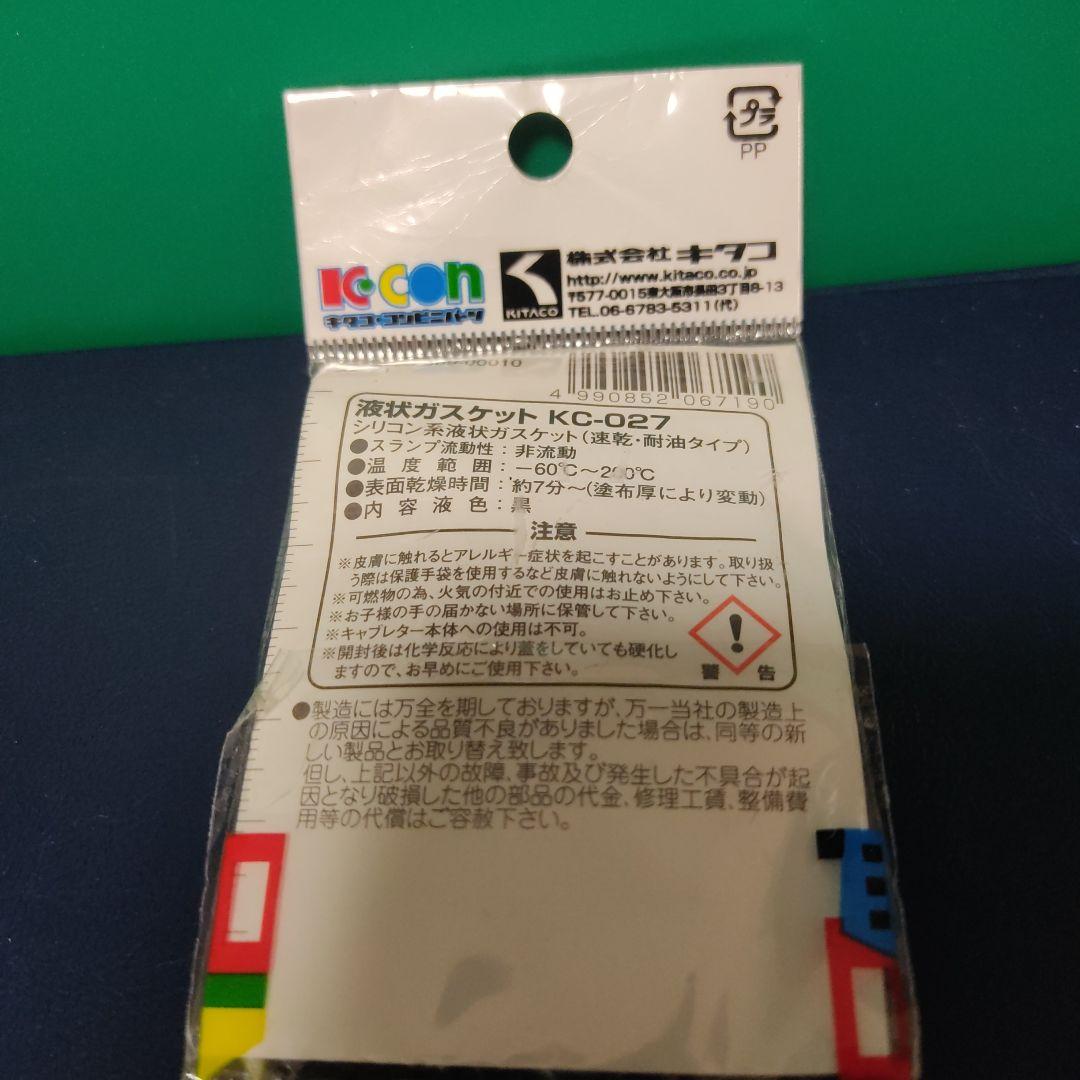 プラ
PP
K・CON
キタコ・コンビニパーツ
KITACO
株式会社 キタコ
http://www.kitaco.co.jp
〒577-0015東大阪市長田3丁目8-13
TEL.06-6783-5311(代)
00010
4 990852 067190
液状ガスケット KC-027
シリコン系液状ガスケット(速乾・耐油タイプ)
●スランプ流動性：非流動
●温度範囲：−60℃〜200℃
●表面乾燥時間：約7分〜(塗布厚により変動)
●内容液色：黒
注意
※皮膚に触れるとアレルギー症状を起こすことがあります。取り扱
う際は保護手袋を使用するなど皮膚に触れないようにして下さい。
※可燃物の為、火気の付近での使用はお止め下さい。
※お子様の手の届かない場所に保管して下さい。
※キャブレター本体への使用は不可。
※開封後は化学反応により蓋をしていても硬化し
ますので、お早めにご使用下さい。
警告
●製造には万全を期しておりますが、万一当社の製造上
の原因による品質不良がありました場合は、同等の新
しい製品とお取り替え致します。
但し、上記以外の故障、事故及び発生した不具合が起
因となり破損した他の部品の代金、修理工賃、整備費
用等の代償はご容赦下さい。